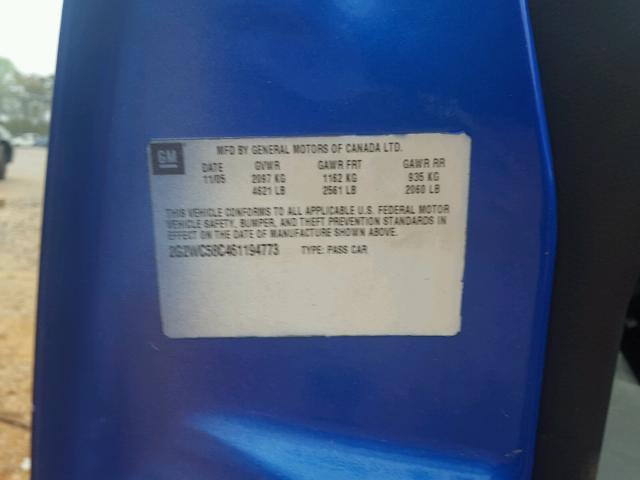 GM
MFD BY GENERAL MOTORS OF CANADA LTD.
DATE GVWR GAWR FRT GAWR RR
11/05 2097 KG 1162 KG 935 KG
4621 LB 2561 LB 2060 LB
THIS VEHICLE CONFORMS TO ALL APPLICABLE U.S. FEDERAL MOTOR
VEHICLE SAFETY, BUMPER, AND THEFT PREVENTION STANDARDS IN
EFFECT ON THE DATE OF MANUFACTURE SHOWN ABOVE.
2G2WC58C461194773 TYPE: PASS CAR